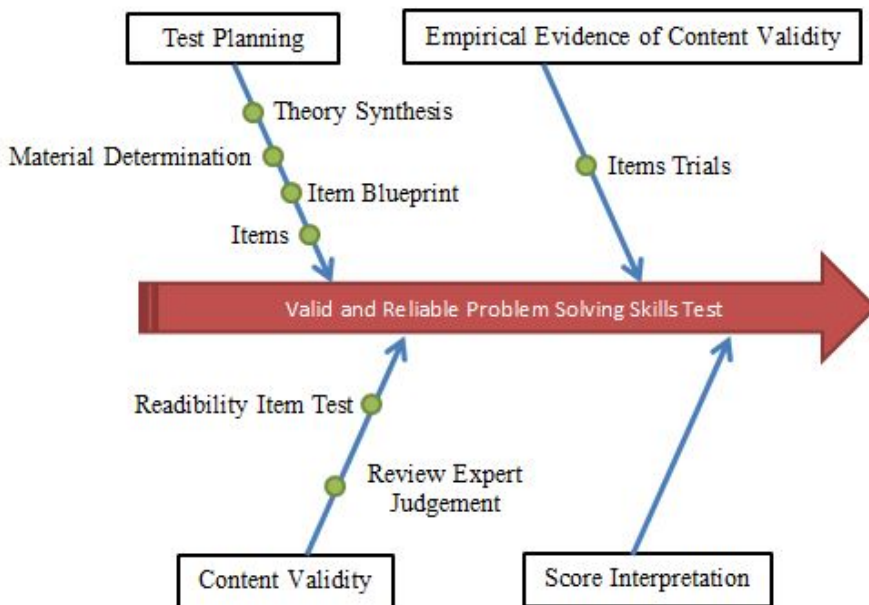 Test Planning
Empirical Evidence of Content Validity
Theory Synthesis
Material Determination
Items Trials
Item Blueprint
Items
Valid and Reliable Problem Solving Skills Test
Readibility Item Test
Review Expert
Judgement
Content Validity
Score Interpretation